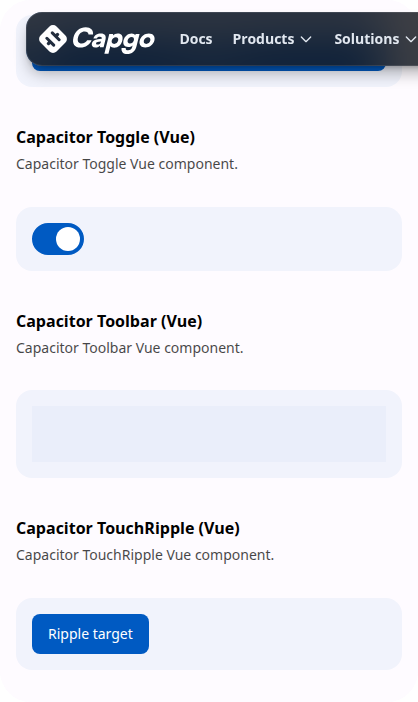 Capgo
Docs
Products
Solutions
Capacitor Toggle (Vue)
Capacitor Toggle Vue component.
Capacitor Toolbar (Vue)
Capacitor Toolbar Vue component.
Capacitor TouchRipple (Vue)
Capacitor TouchRipple Vue component.
Ripple target